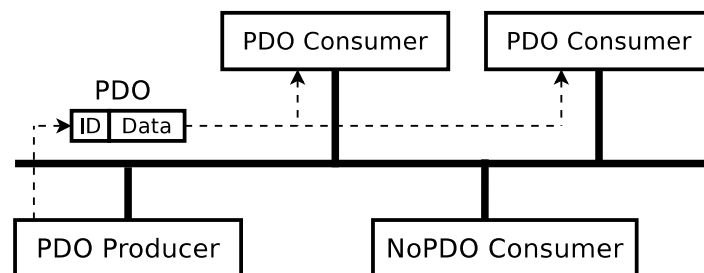 PDO Consumer
PDO Consumer
PDO
ID
Data
PDO Producer
NoPDO Consumer